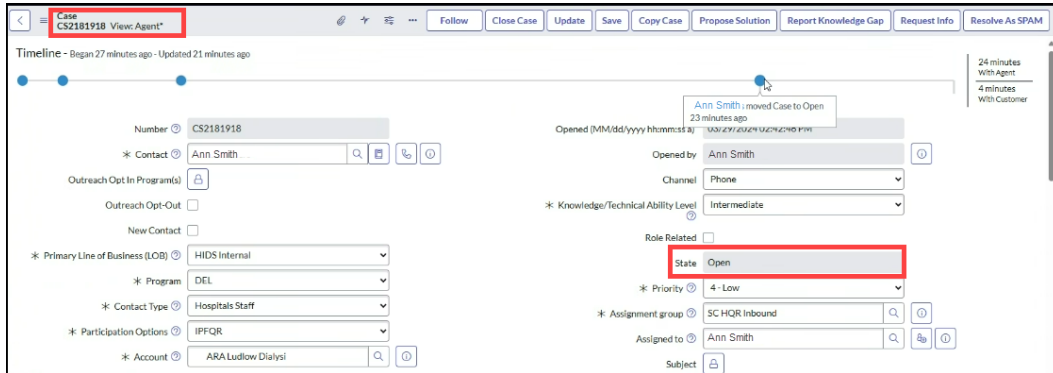 Case
CS2181918 View: Agent*
Follow
Close Case
Update
Save
Copy Case
Propose Solution
Report Knowledge Gap
Request Info
Resolve As SPAM
Timeline - Began 27 minutes ago - Updated 21 minutes ago
24 minutes
With Agent
4 minutes
With Customer
Ann Smith moved Case to Open
23 minutes ago
Number CS2181918
Opened (MM/dd/yyyy hh:mm:ss a) 03/29/2024 02:42:46 PM
* Contact Ann Smith
Opened by Ann Smith
Outreach Opt In Program(s)
Channel Phone
Outreach Opt-Out
* Knowledge/Technical Ability Level Intermediate
New Contact
Role Related
* Primary Line of Business (LOB) HIDS Internal
State Open
* Program DEL
* Priority 4 - Low
* Contact Type Hospitals Staff
* Assignment group SC HQR Inbound
* Participation Options IPFQR
Assigned to Ann Smith
* Account ARA Ludlow Dialysi
Subject